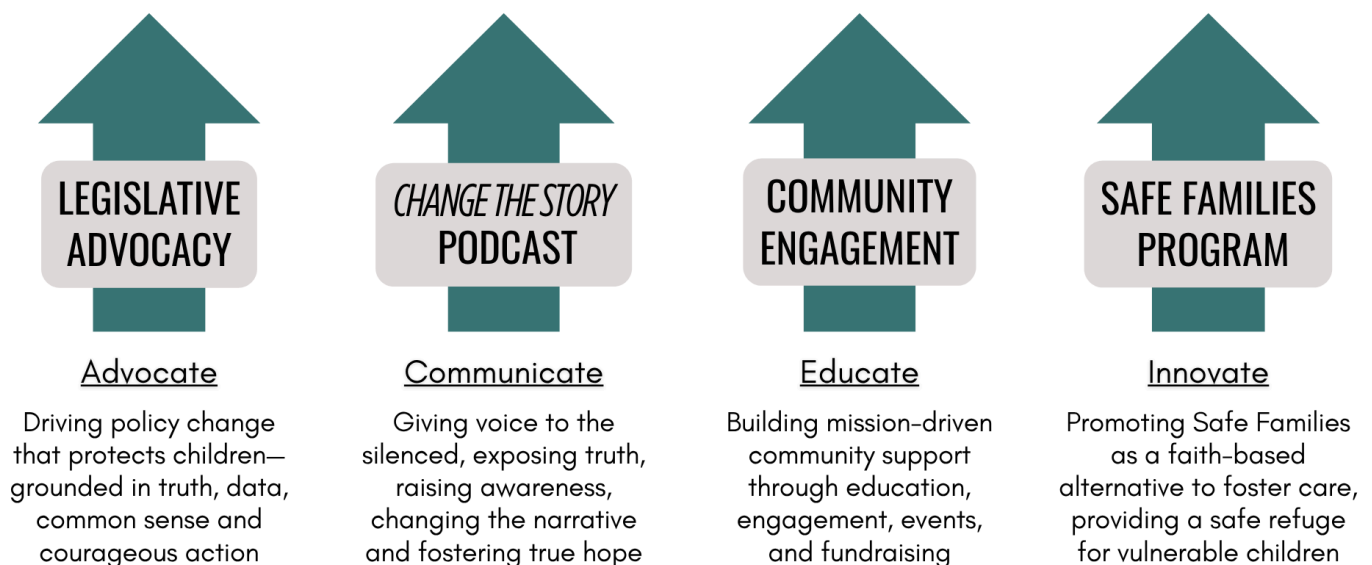 LEGISLATIVE
ADVOCACY
Advocate
Driving policy change
that protects children—
grounded in truth, data,
common sense and
courageous action
CHANGE THE STORY
PODCAST
Communicate
Giving voice to the
silenced, exposing truth,
raising awareness,
changing the narrative
and fostering true hope
COMMUNITY
ENGAGEMENT
Educate
Building mission-driven
community support
through education,
engagement, events,
and fundraising
SAFE FAMILIES
PROGRAM
Innovate
Promoting Safe Families
as a faith-based
alternative to foster care,
providing a safe refuge
for vulnerable children